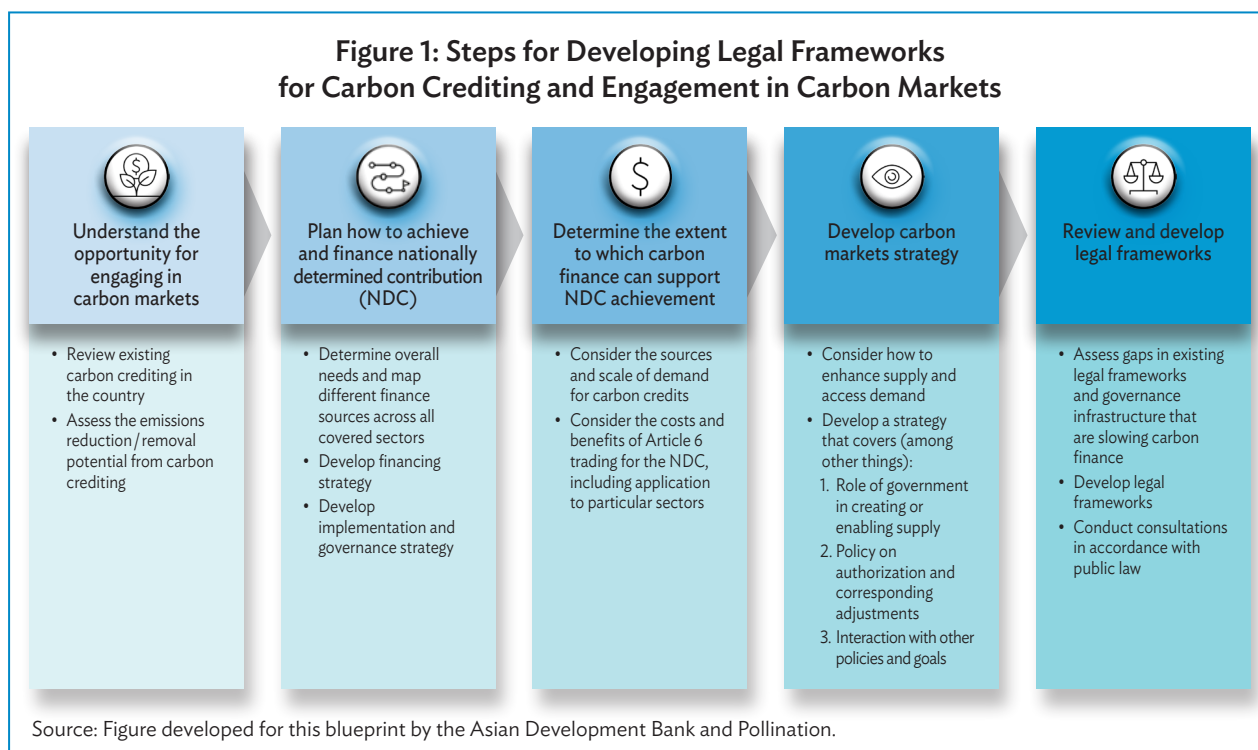 Figure 1: Steps for Developing Legal Frameworks
for Carbon Crediting and Engagement in Carbon Markets
$
Understand the
opportunity for
engaging in
carbon markets
• Review existing
carbon crediting in
the country
• Assess the emissions
reduction/removal
potential from carbon
crediting
Plan how to achieve
and finance nationally
determined contribution
(NDC)
• Determine overall
needs and map
different finance
sources across all
covered sectors
• Develop financing
strategy
• Develop
implementation and
governance strategy
$
Determine the extent
to which carbon
finance can support
NDC achievement
• Consider the sources
and scale of demand
for carbon credits
• Consider the costs and
benefits of Article 6
trading for the NDC,
including application
to particular sectors
Develop carbon
markets strategy
• Consider how to
enhance supply and
access demand
• Develop a strategy
that covers (among
other things):
1. Role of government
in creating or
enabling supply
2. Policy on
authorization and
corresponding
adjustments
3. Interaction with other
policies and goals
Review and develop
legal frameworks
• Assess gaps in existing
legal frameworks
and governance
infrastructure that
are slowing carbon
finance
• Develop legal
frameworks
• Conduct consultations
in accordance with
public law
Source: Figure developed for this blueprint by the Asian Development Bank and Pollination.